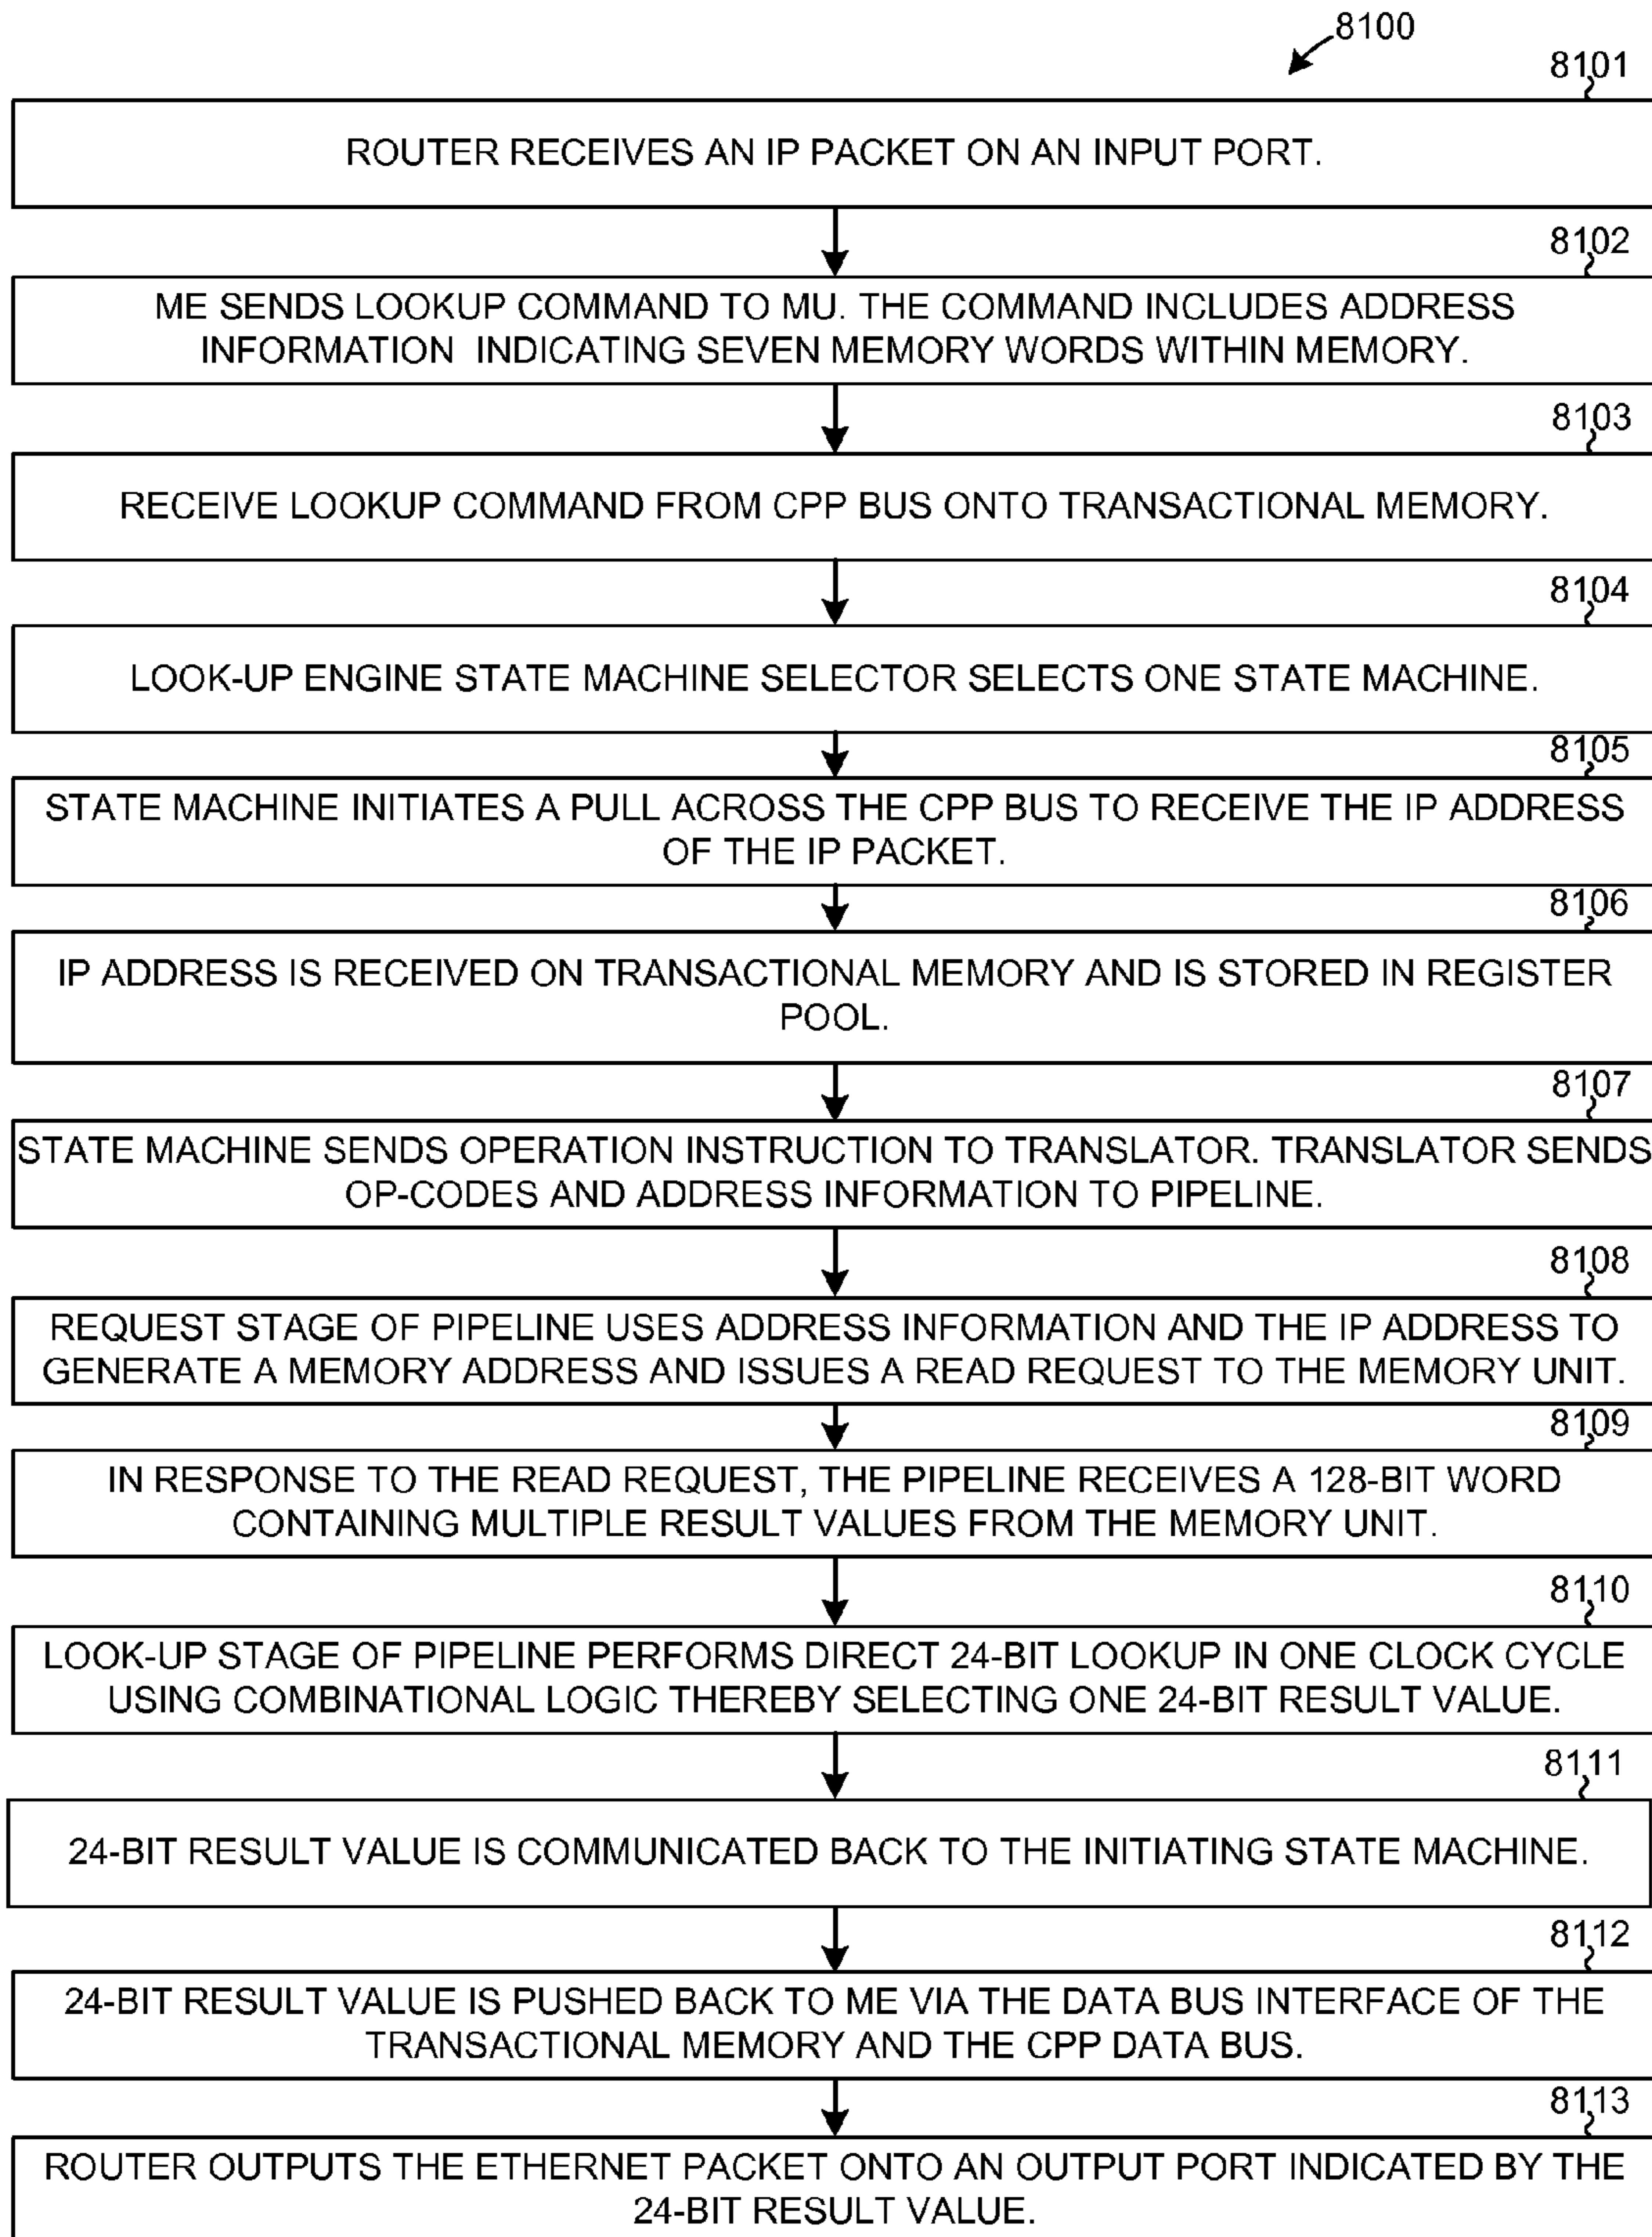 8100
8101
ROUTER RECEIVES AN IP PACKET ON AN INPUT PORT.
8102
ME SENDS LOOKUP COMMAND TO MU. THE COMMAND INCLUDES ADDRESS
INFORMATION INDICATING SEVEN MEMORY WORDS WITHIN MEMORY.
8103
RECEIVE LOOKUP COMMAND FROM CPP BUS ONTO TRANSACTIONAL MEMORY.
8104
LOOK-UP ENGINE STATE MACHINE SELECTOR SELECTS ONE STATE MACHINE.
8105
STATE MACHINE INITIATES A PULL ACROSS THE CPP BUS TO RECEIVE THE IP ADDRESS
OF THE IP PACKET.
8106
IP ADDRESS IS RECEIVED ON TRANSACTIONAL MEMORY AND IS STORED IN REGISTER
POOL.
8107
STATE MACHINE SENDS OPERATION INSTRUCTION TO TRANSLATOR. TRANSLATOR SENDS
OP-CODES AND ADDRESS INFORMATION TO PIPELINE.
8108
REQUEST STAGE OF PIPELINE USES ADDRESS INFORMATION AND THE IP ADDRESS TO
GENERATE A MEMORY ADDRESS AND ISSUES A READ REQUEST TO THE MEMORY UNIT.
8109
IN RESPONSE TO THE READ REQUEST, THE PIPELINE RECEIVES A 128-BIT WORD
CONTAINING MULTIPLE RESULT VALUES FROM THE MEMORY UNIT.
8110
LOOK-UP STAGE OF PIPELINE PERFORMS DIRECT 24-BIT LOOKUP IN ONE CLOCK CYCLE
USING COMBINATIONAL LOGIC THEREBY SELECTING ONE 24-BIT RESULT VALUE.
8111
24-BIT RESULT VALUE IS COMMUNICATED BACK TO THE INITIATING STATE MACHINE.
8112
24-BIT RESULT VALUE IS PUSHED BACK TO ME VIA THE DATA BUS INTERFACE OF THE
TRANSACTIONAL MEMORY AND THE CPP DATA BUS.
8113
ROUTER OUTPUTS THE ETHERNET PACKET ONTO AN OUTPUT PORT INDICATED BY THE
24-BIT RESULT VALUE.